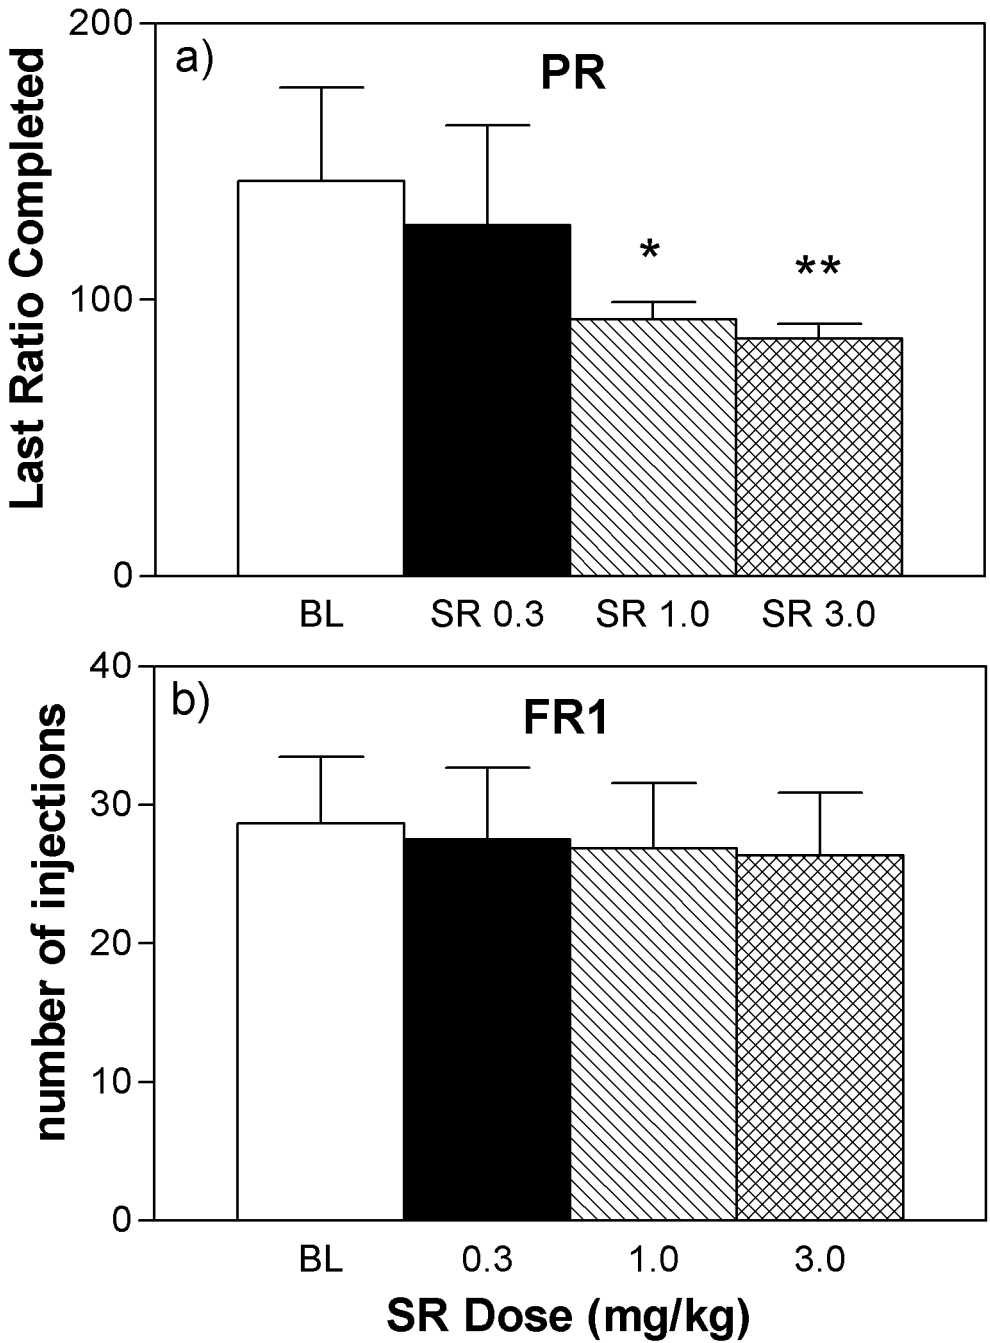 a)
PR
Last Ratio Completed
200
100
0
*
**
BL SR 0.3 SR 1.0 SR 3.0
b)
FR1
number of injections
40
30
20
10
0
BL 0.3 1.0 3.0
SR Dose (mg/kg)